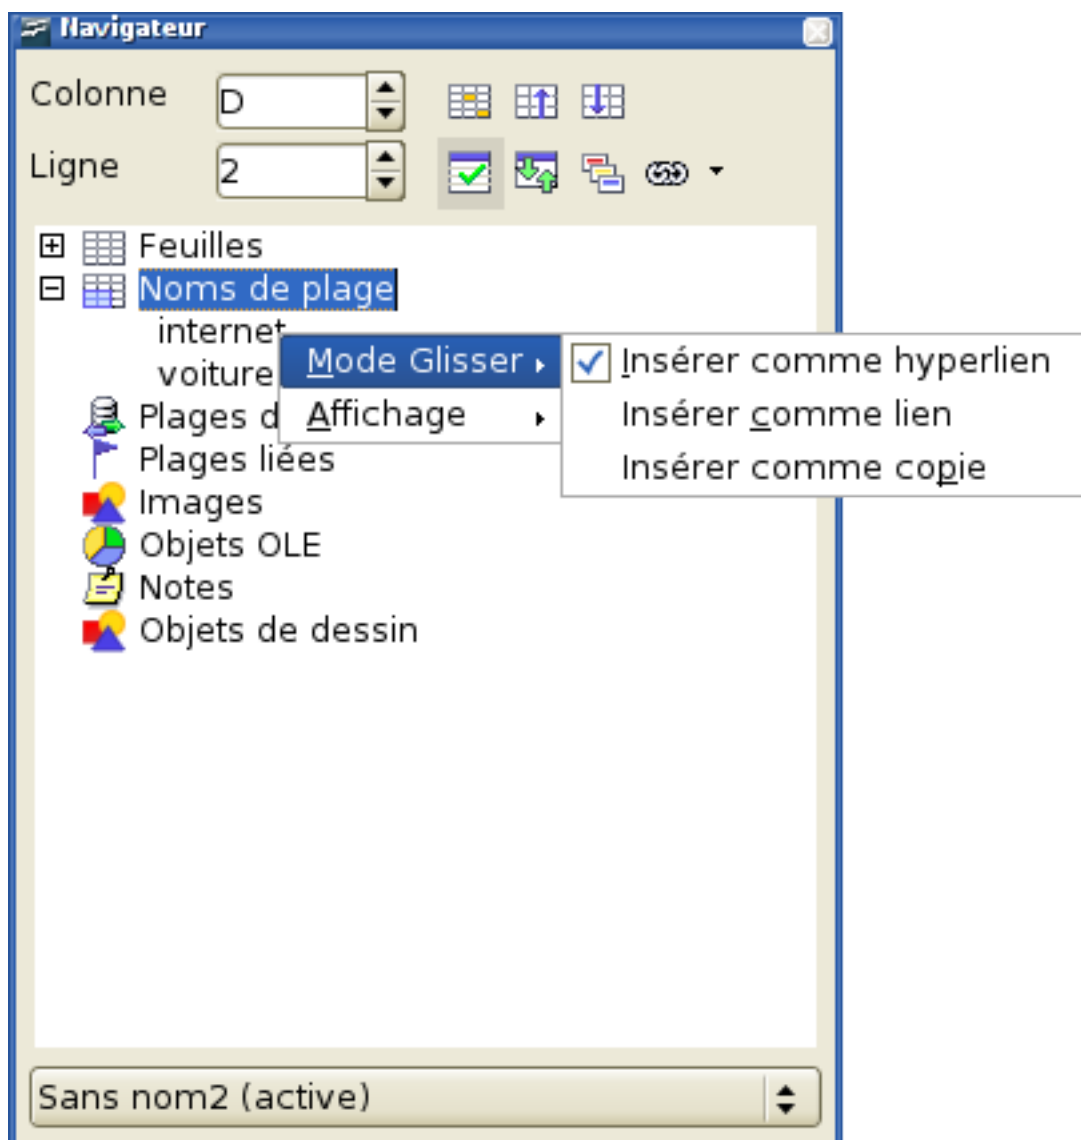 Navigateur
Colonne D
Ligne 2
Feuilles
Noms de plage
internet
voiture
Mode Glisser
Affichage
Insérer comme hyperlien
Insérer comme lien
Insérer comme copie
Plages d
Plages liées
Images
Objets OLE
Notes
Objets de dessin
Sans nom2 (active)